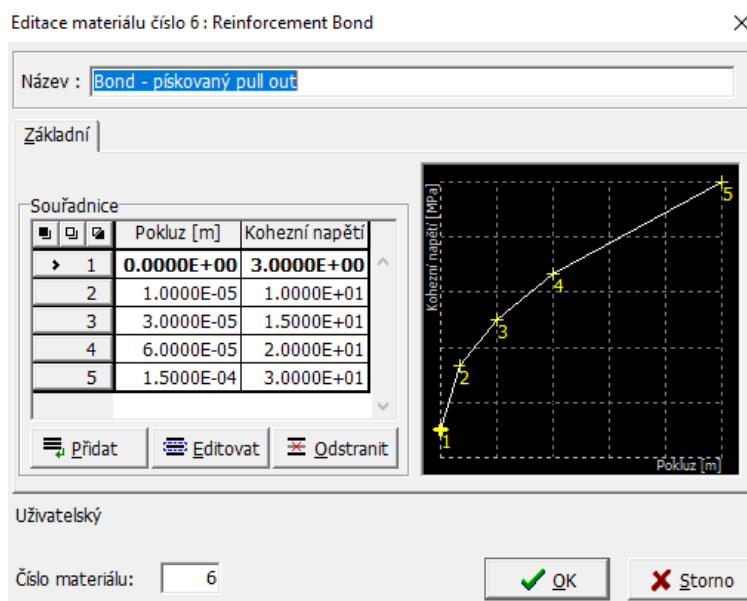 Editace materiálu číslo 6 : Reinforcement Bond
Název : Bond - pískovaný pull out
Základní
Souřadnice
Pokluz [m] Kohezní napětí
1 0.0000E+00 3.0000E+00
2 1.0000E-05 1.0000E+01
3 3.0000E-05 1.5000E+01
4 6.0000E-05 2.0000E+01
5 1.5000E-04 3.0000E+01
Přidat Editovat Odstranit
Kohezní napětí [MPa]
5
4
3
2
1
Pokluz [m]
Uživatelský
Číslo materiálu: 6
OK Storno